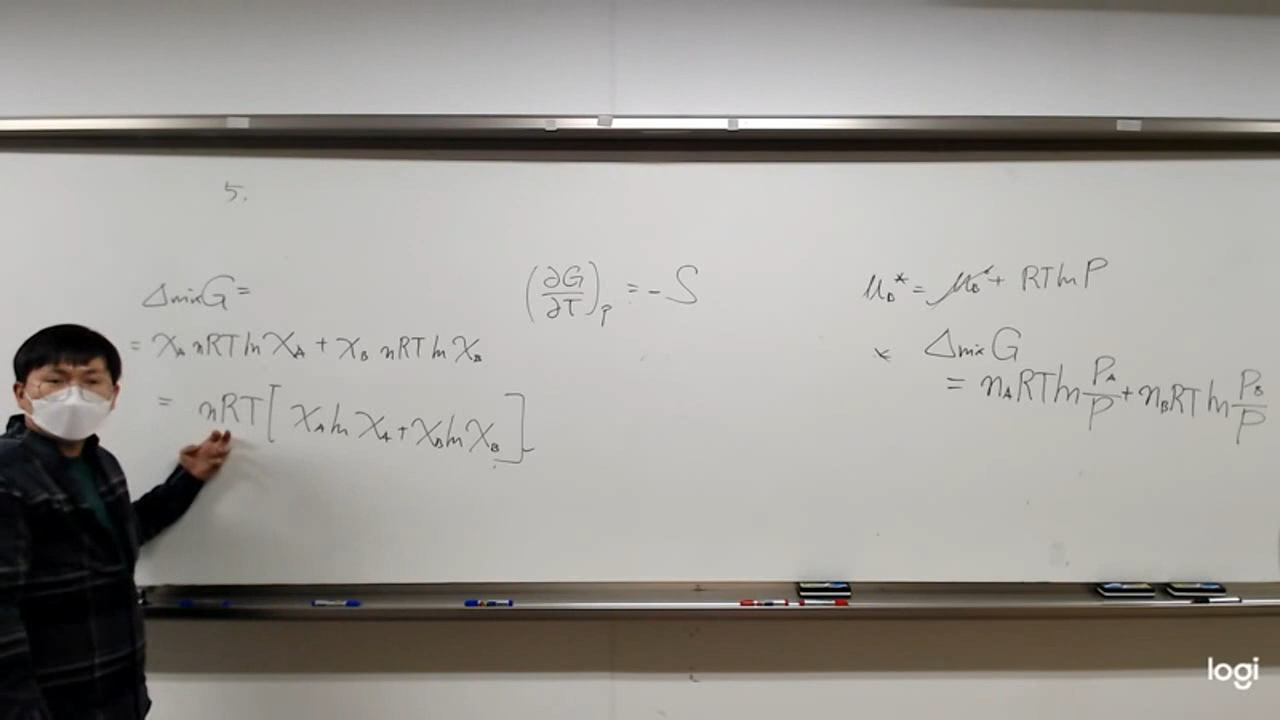 5.
ΔmixG =
= χA nRT ln χA + χB nRT ln χB
= nRT [ χA ln χA + χB ln χB ]
(∂G/∂T)p = -S
μB* = μB° + RT ln P
ΔmixG
= nA RT ln PA/P + nB RT ln PB/P
logi